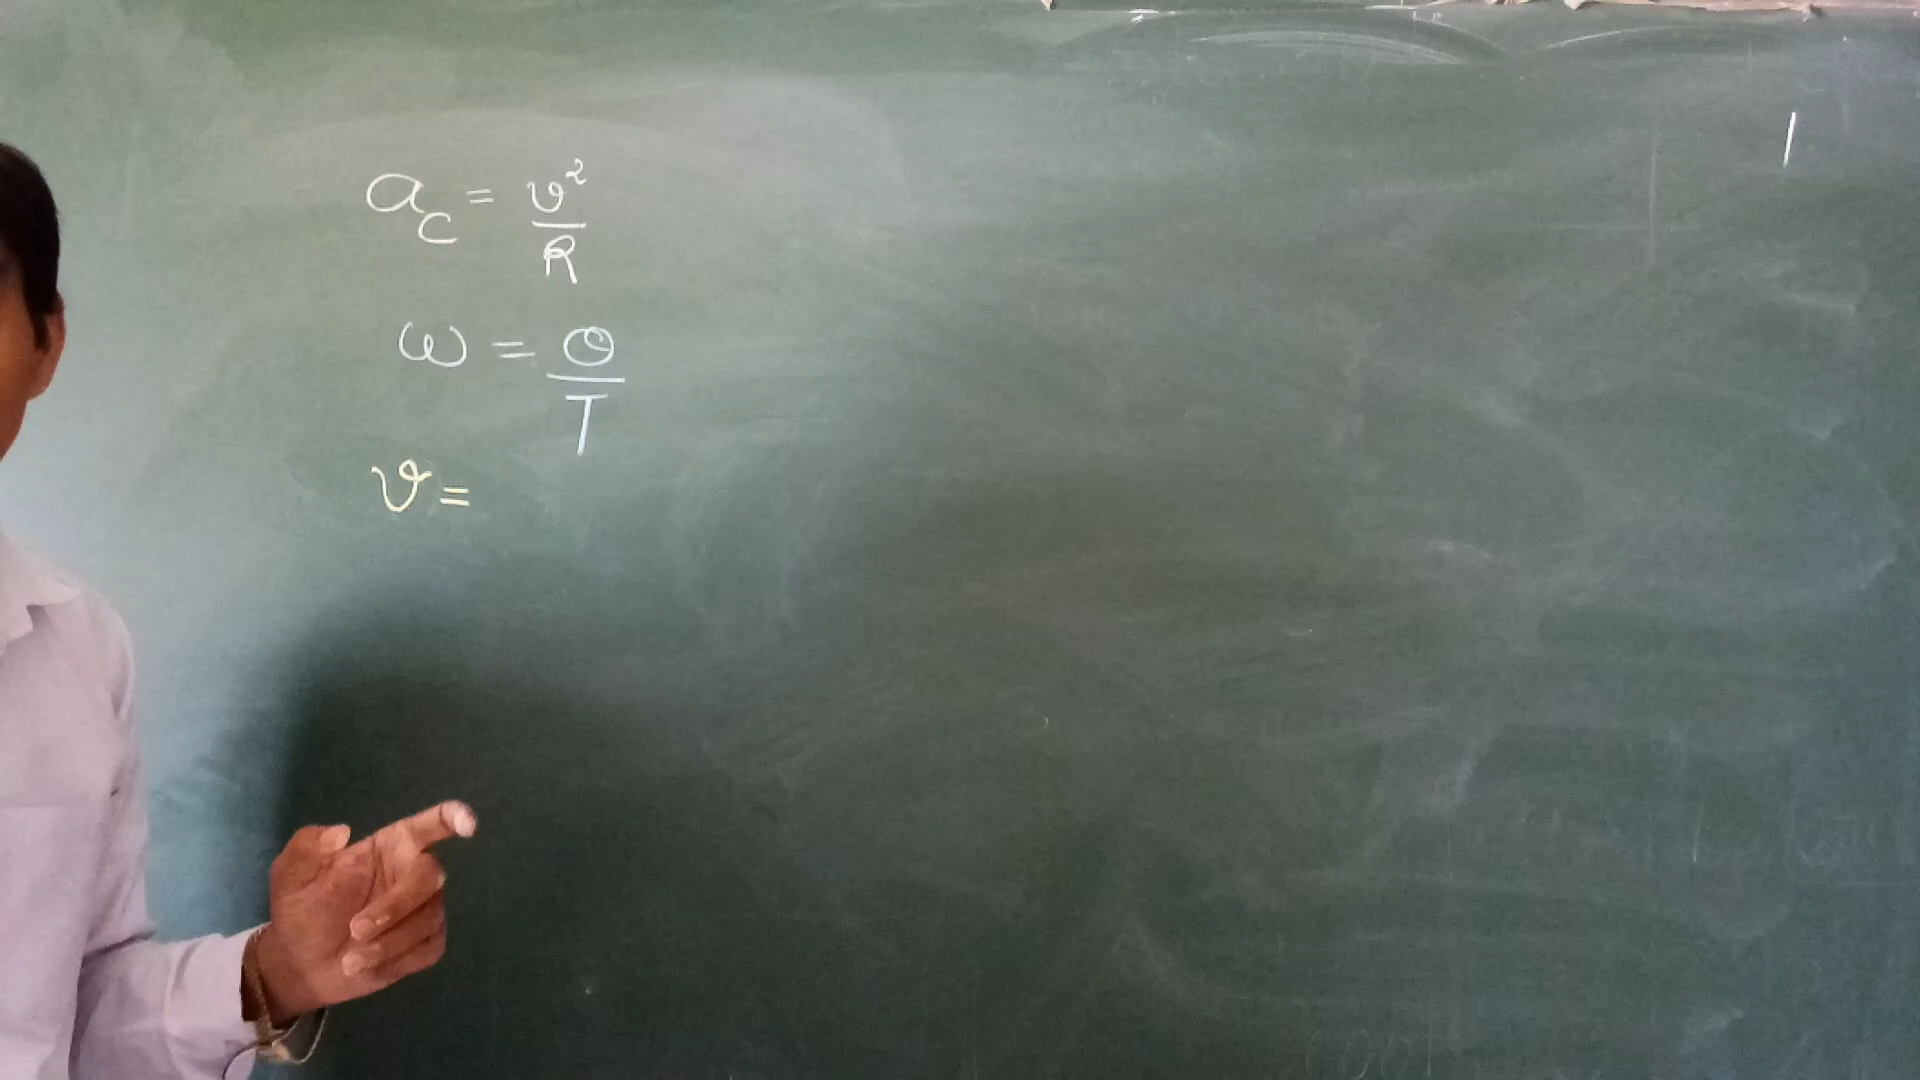 a_c = v²/R
ω = θ/T
v =